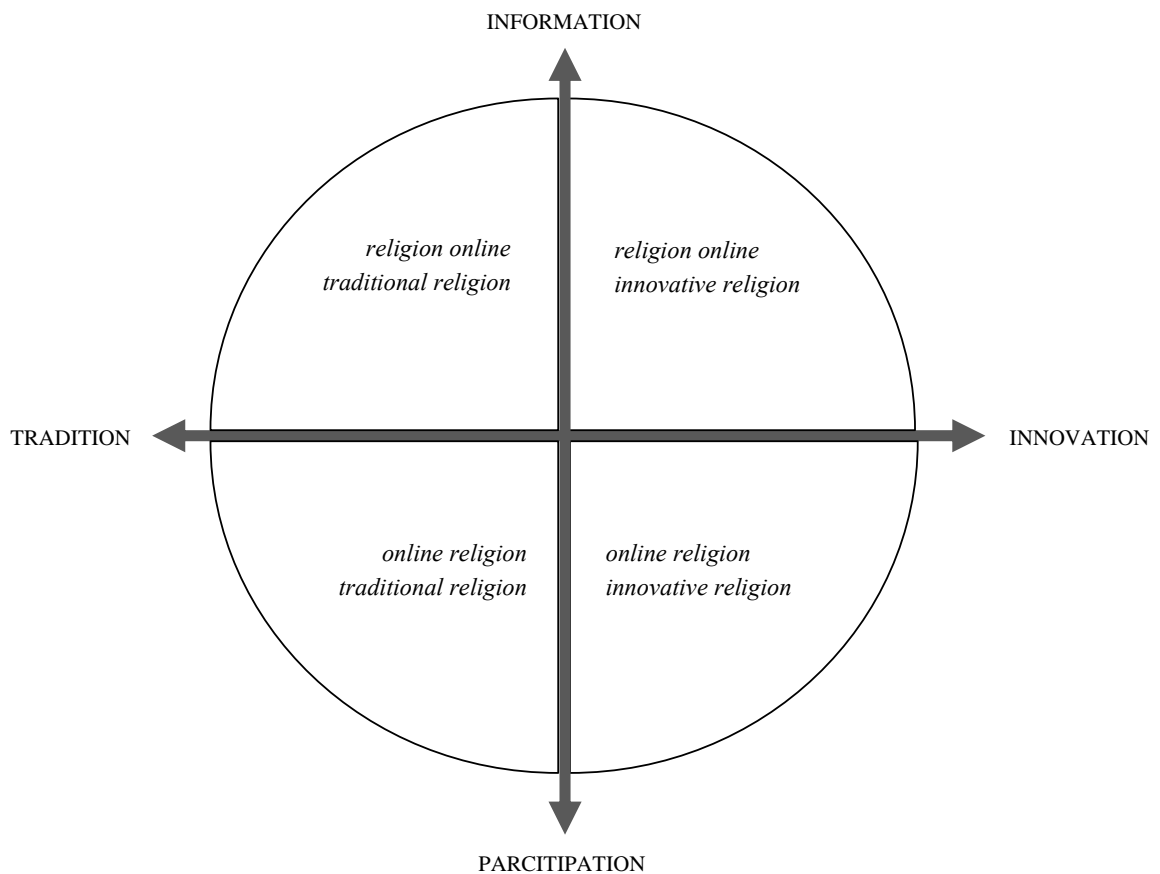 INFORMATION
religion online
traditional religion
religion online
innovative religion
TRADITION
INNOVATION
online religion
traditional religion
online religion
innovative religion
PARCITIPATION